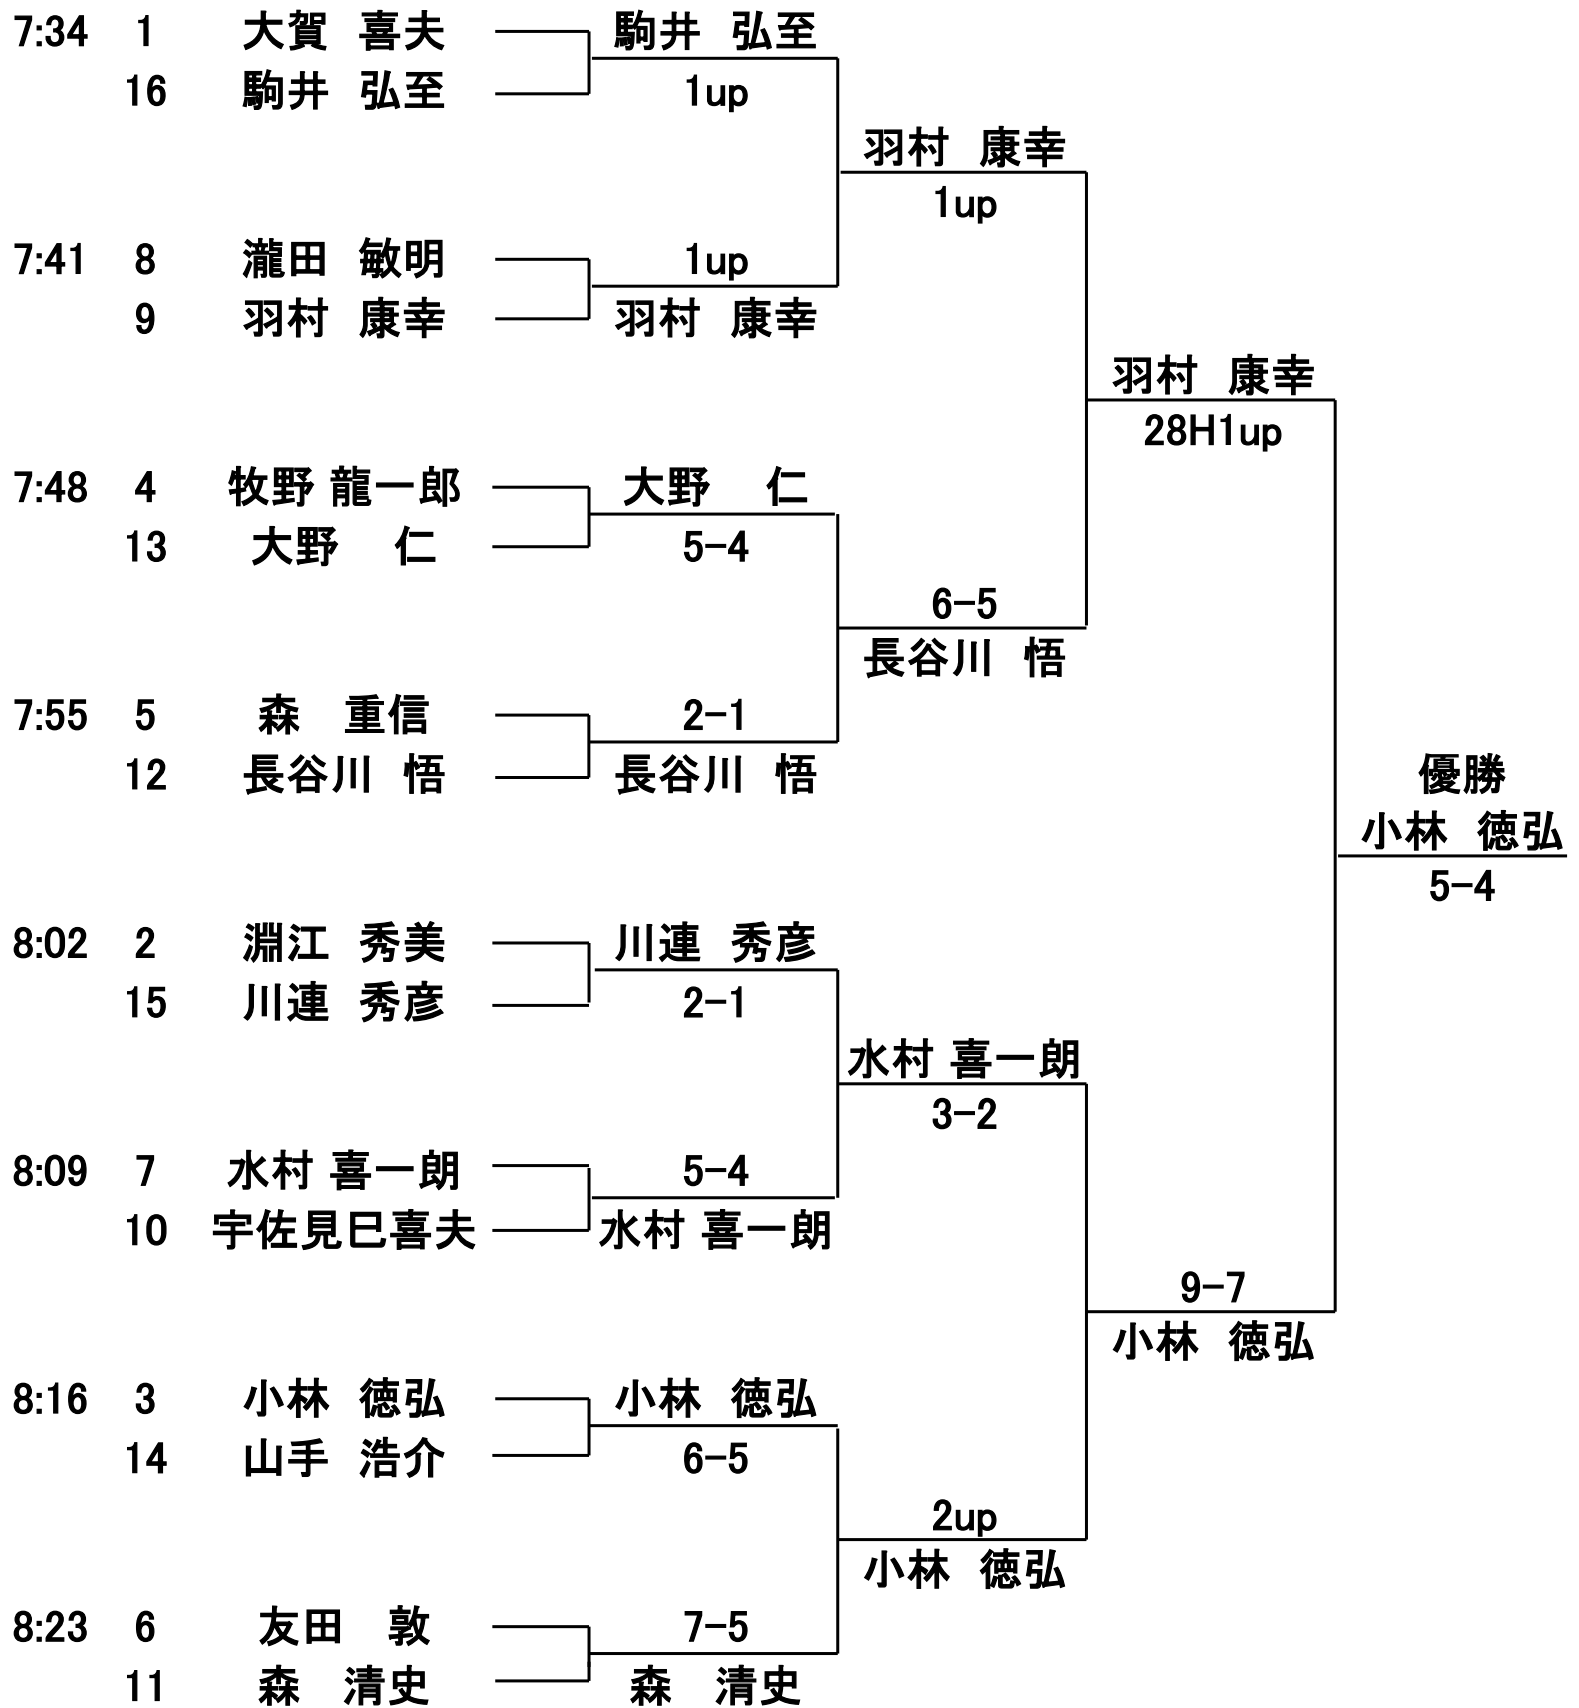 7:34 1 大賀 喜夫 駒井 弘至
16 駒井 弘至 1up
羽村 康幸
1up
7:41 8 瀧田 敏明 1up
9 羽村 康幸 羽村 康幸
羽村 康幸
28H1up
7:48 4 牧野 龍一郎 大野 仁
13 大野 仁 5-4
6-5
長谷川 悟
7:55 5 森 重信 2-1
12 長谷川 悟 長谷川 悟
優勝
小林 徳弘
5-4
8:02 2 淵江 秀美 川連 秀彦
15 川連 秀彦 2-1
水村 喜一朗
3-2
8:09 7 水村 喜一朗 5-4
10 宇佐見巳喜夫 水村 喜一朗
9-7
小林 徳弘
8:16 3 小林 徳弘 小林 徳弘
14 山手 浩介 6-5
2up
小林 徳弘
8:23 6 友田 敦 7-5
11 森 清史 森 清史